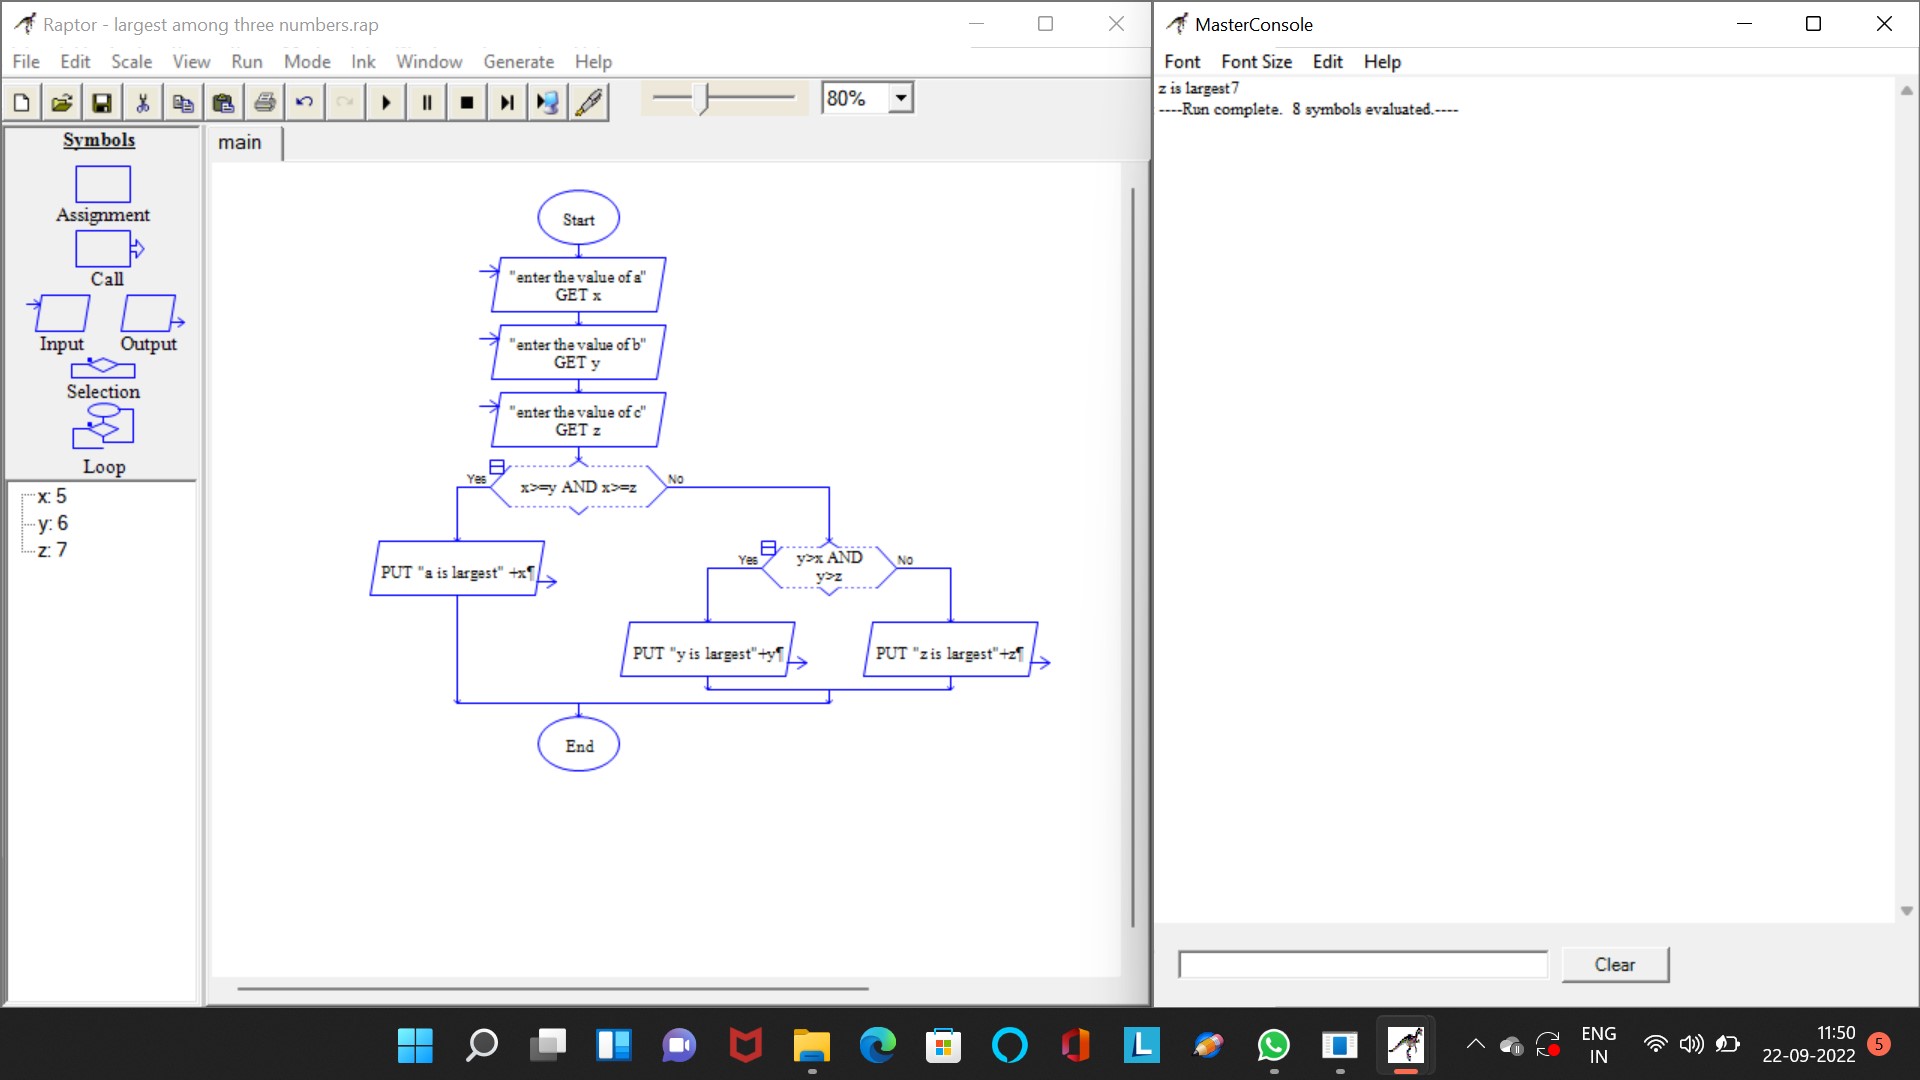 Raptor - largest among three numbers.rap
File Edit Scale View Run Mode Ink Window Generate Help
80%
Symbols
Assignment
Call
Input Output
Selection
Loop
x: 5
y: 6
z: 7
main
Start
"enter the value of a"
GET x
"enter the value of b"
GET y
"enter the value of c"
GET z
Yes
x>=y AND x>=z
No
PUT "a is largest" +x¶
Yes
y>x AND
y>z
No
PUT "y is largest"+y¶
PUT "z is largest"+z¶
End
MasterConsole
Font Font Size Edit Help
z is largest7
----Run complete. 8 symbols evaluated.----
Clear
L
ENG
IN
11:50
22-09-2022
5